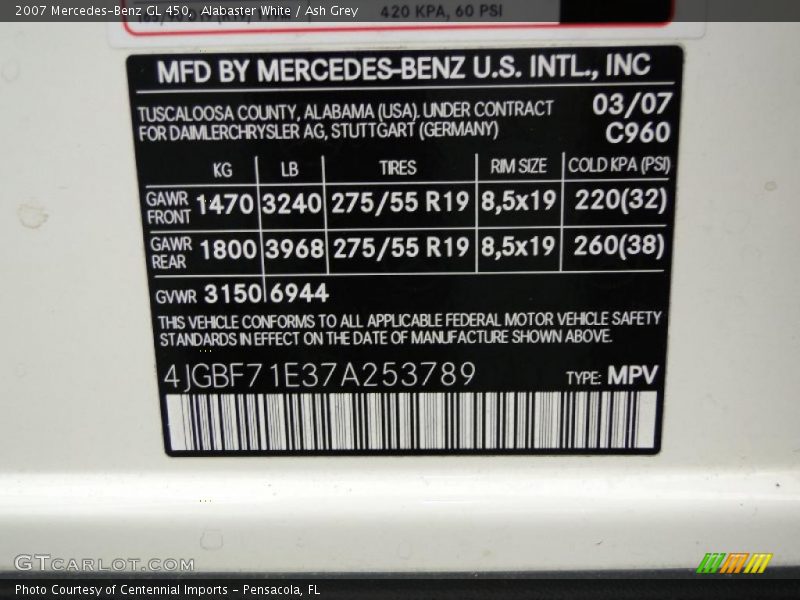 2007 Mercedes-Benz GL 450, Alabaster White / Ash Grey
420 KPA, 60 PSI
MFD BY MERCEDES-BENZ U.S. INTL., INC
TUSCALOOSA COUNTY, ALABAMA (USA). UNDER CONTRACT 03/07
FOR DAIMLERCHRYSLER AG, STUTTGART (GERMANY) C960
KG LB TIRES RIM SIZE COLD KPA (PSI)
GAWR FRONT 1470 3240 275/55 R19 8,5x19 220(32)
GAWR REAR 1800 3968 275/55 R19 8,5x19 260(38)
GVWR 3150 6944
THIS VEHICLE CONFORMS TO ALL APPLICABLE FEDERAL MOTOR VEHICLE SAFETY
STANDARDS IN EFFECT ON THE DATE OF MANUFACTURE SHOWN ABOVE.
4JGBF71E37A253789 TYPE: MPV
GTCARLOT.COM
Photo Courtesy of Centennial Imports - Pensacola, FL